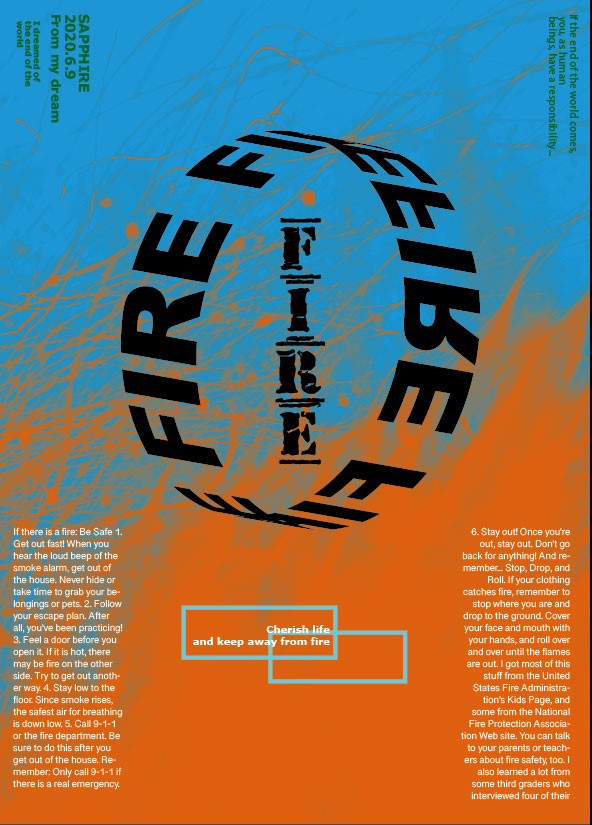 SAPPHIRE
2020.6.9
From my dream
I dreamed of
the end of the
world
If the end of the world comes,
you, as human
beings, have a responsibility...
FIRE FI
FIRE
FIRE
FI
F
I
R
E
If there is a fire: Be Safe 1.
Get out fast! When you
hear the loud beep of the
smoke alarm, get out of
the house. Never hide or
take time to grab your be-
longings or pets. 2. Follow
your escape plan. After
all, you've been practicing!
3. Feel a door before you
open it. If it is hot, there
may be fire on the other
side. Try to get out anoth-
er way. 4. Stay low to the
floor. Since smoke rises,
the safest air for breathing
is down low. 5. Call 9-1-1
or the fire department. Be
sure to do this after you
get out of the house. Re-
member: Only call 9-1-1 if
there is a real emergency.
Cherish life
and keep away from fire
6. Stay out! Once you're
out, stay out. Don't go
back for anything! And re-
member... Stop, Drop, and
Roll. If your clothing
catches fire, remember to
stop where you are and
drop to the ground. Cover
your face and mouth with
your hands, and roll over
and over until the flames
are out. I got most of this
stuff from the United
States Fire Administra-
tion's Kids Page, and
some from the National
Fire Protection Associa-
tion Web site. You can talk
to your parents or teach-
ers about fire safety, too. I
also learned a lot from
some third graders who
interviewed four of their